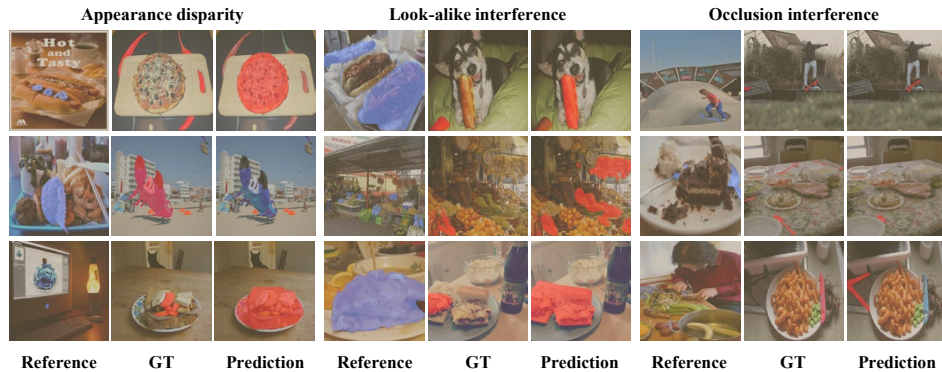 Appearance disparity
Look-alike interference
Occlusion interference
Hot
and
Tasty
Reference
GT
Prediction
Reference
GT
Prediction
Reference
GT
Prediction